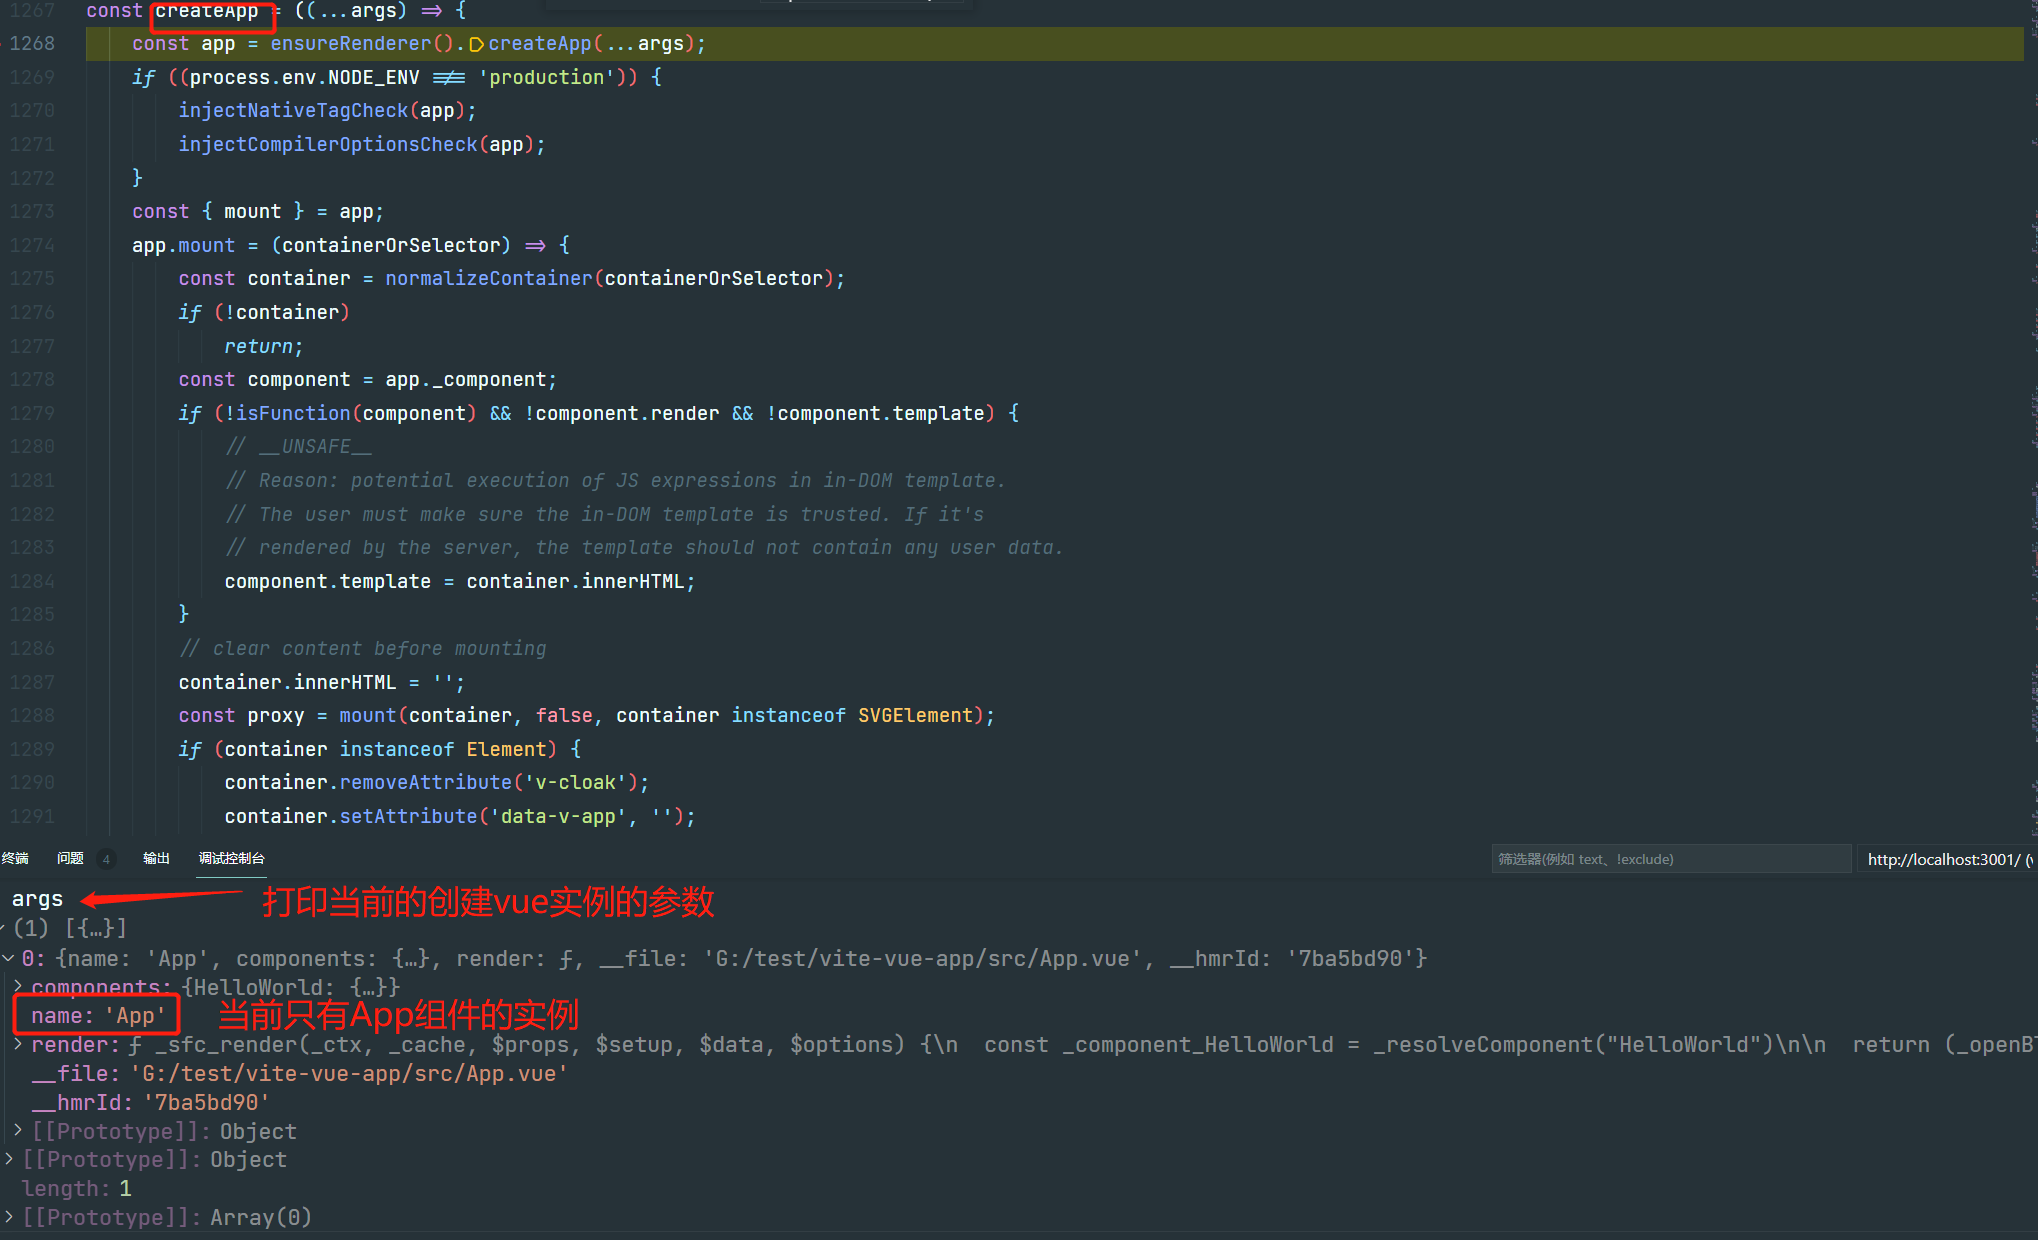 1267 const createApp = ((...args) => {
1268 const app = ensureRenderer().createApp(...args);
1269 if ((process.env.NODE_ENV !== 'production')) {
1270 injectNativeTagCheck(app);
1271 injectCompilerOptionsCheck(app);
1272 }
1273 const { mount } = app;
1274 app.mount = (containerOrSelector) => {
1275 const container = normalizeContainer(containerOrSelector);
1276 if (!container)
1277 return;
1278 const component = app._component;
1279 if (!isFunction(component) && !component.render && !component.template) {
1280 // __UNSAFE__
1281 // Reason: potential execution of JS expressions in in-DOM template.
1282 // The user must make sure the in-DOM template is trusted. If it's
1283 // rendered by the server, the template should not contain any user data.
1284 component.template = container.innerHTML;
1285 }
1286 // clear content before mounting
1287 container.innerHTML = '';
1288 const proxy = mount(container, false, container instanceof SVGElement);
1289 if (container instanceof Element) {
1290 container.removeAttribute('v-cloak');
1291 container.setAttribute('data-v-app', '');
终端 问题 4 输出 调试控制台 筛选器(例如 text、!exclude) http://localhost:3001/ (v
args 打印当前的创建vue实例的参数
(1) [{…}]
0: {name: 'App', components: {…}, render: ƒ, __file: 'G:/test/vite-vue-app/src/App.vue', __hmrId: '7ba5bd90'}
components: {HelloWorld: {…}}
name: 'App' 当前只有App组件的实例
render: ƒ _sfc_render(_ctx, _cache, $props, $setup, $data, $options) {\n  const _component_HelloWorld = _resolveComponent("HelloWorld")\n\n  return (_openBl
__file: 'G:/test/vite-vue-app/src/App.vue'
__hmrId: '7ba5bd90'
[[Prototype]]: Object
[[Prototype]]: Object
length: 1
[[Prototype]]: Array(0)